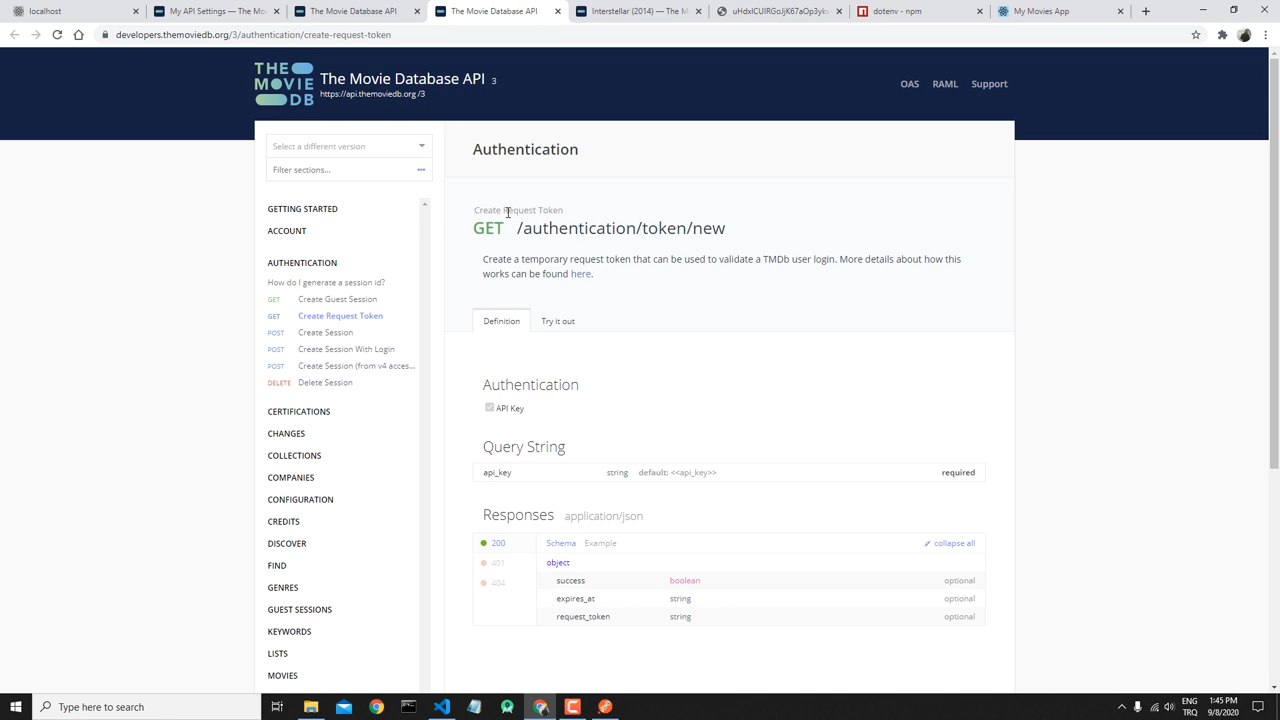 localhost
My API Settings — The Mo
The Movie Database API
The Movie Database API
Interstellar (2014) — The M
dotenv - npm
My Movies App
developers.themoviedb.org/3/authentication/create-request-token
THE MOVIE DB
The Movie Database API 3
https://api.themoviedb.org /3
OAS RAML Support
Select a different version
Filter sections...
GETTING STARTED
ACCOUNT
AUTHENTICATION
How do I generate a session id?
GET Create Guest Session
GET Create Request Token
POST Create Session
POST Create Session With Login
POST Create Session (from v4 acces...
DELETE Delete Session
CERTIFICATIONS
CHANGES
COLLECTIONS
COMPANIES
CONFIGURATION
CREDITS
DISCOVER
FIND
GENRES
GUEST SESSIONS
KEYWORDS
LISTS
MOVIES
Authentication
Create Request Token
GET /authentication/token/new
Create a temporary request token that can be used to validate a TMDb user login. More details about how this
works can be found here.
Definition Try it out
Authentication
API Key
Query String
api_key string default: <<api_key>> required
Responses application/json
200 Schema Example collapse all
401 object
success boolean optional
404
expires_at string optional
request_token string optional
Type here to search
ENG 1:45 PM
TRQ 9/8/2020